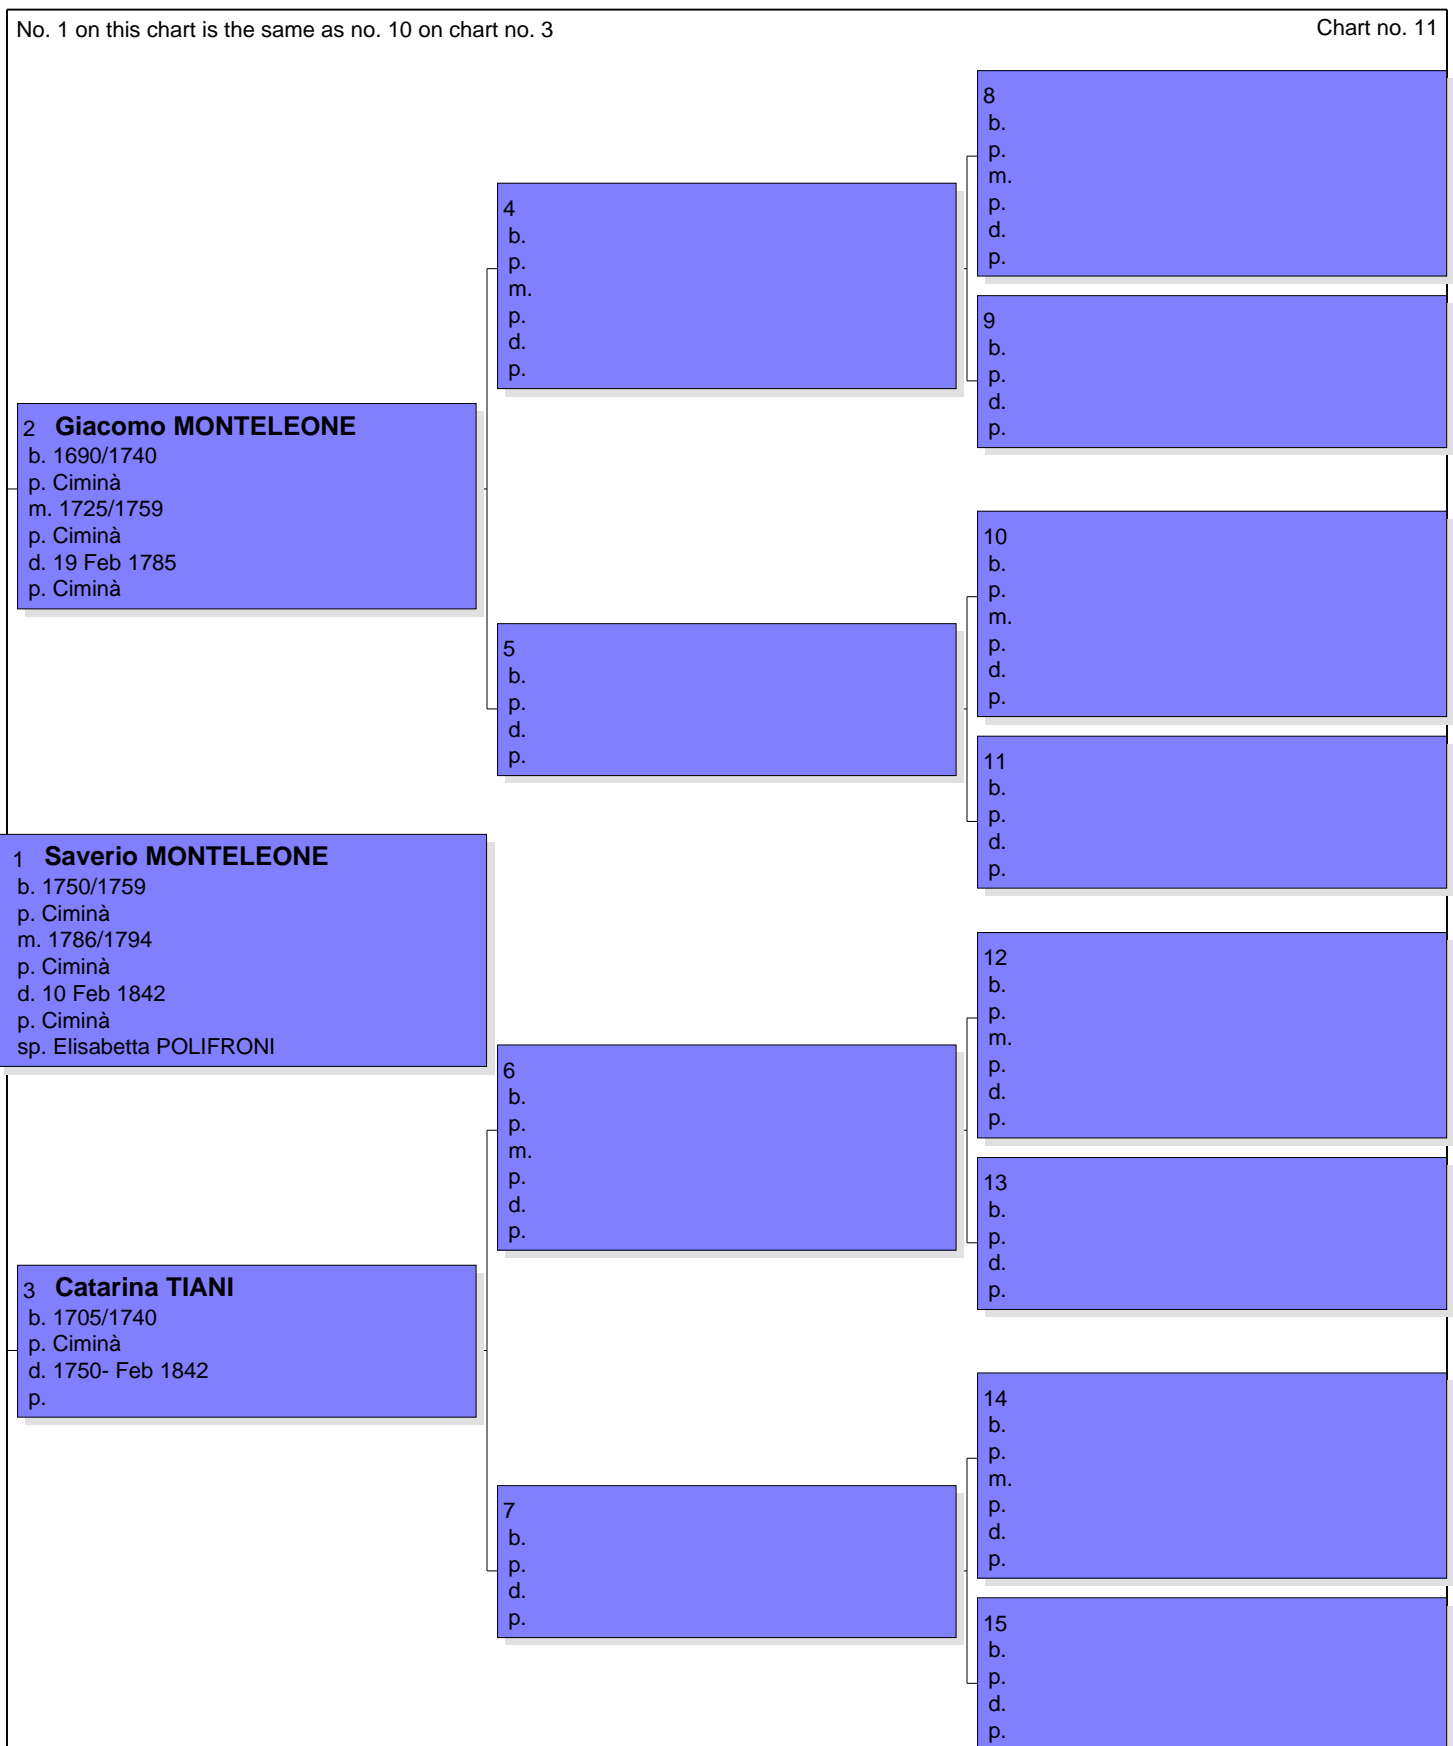 No. 1 on this chart is the same as no. 10 on chart no. 3
Chart no. 11
8
b.
p.
m.
p.
d.
p.
4
b.
p.
m.
p.
d.
p.
9
b.
p.
d.
p.
2 Giacomo MONTELEONE
b. 1690/1740
p. Ciminà
m. 1725/1759
p. Ciminà
d. 19 Feb 1785
p. Ciminà
10
b.
p.
m.
p.
d.
p.
5
b.
p.
d.
p.
11
b.
p.
d.
p.
1 Saverio MONTELEONE
b. 1750/1759
p. Ciminà
m. 1786/1794
p. Ciminà
d. 10 Feb 1842
p. Ciminà
sp. Elisabetta POLIFRONI
12
b.
p.
m.
p.
d.
p.
6
b.
p.
m.
p.
d.
p.
13
b.
p.
d.
p.
3 Catarina TIANI
b. 1705/1740
p. Ciminà
d. 1750- Feb 1842
p.
14
b.
p.
m.
p.
d.
p.
7
b.
p.
d.
p.
15
b.
p.
d.
p.